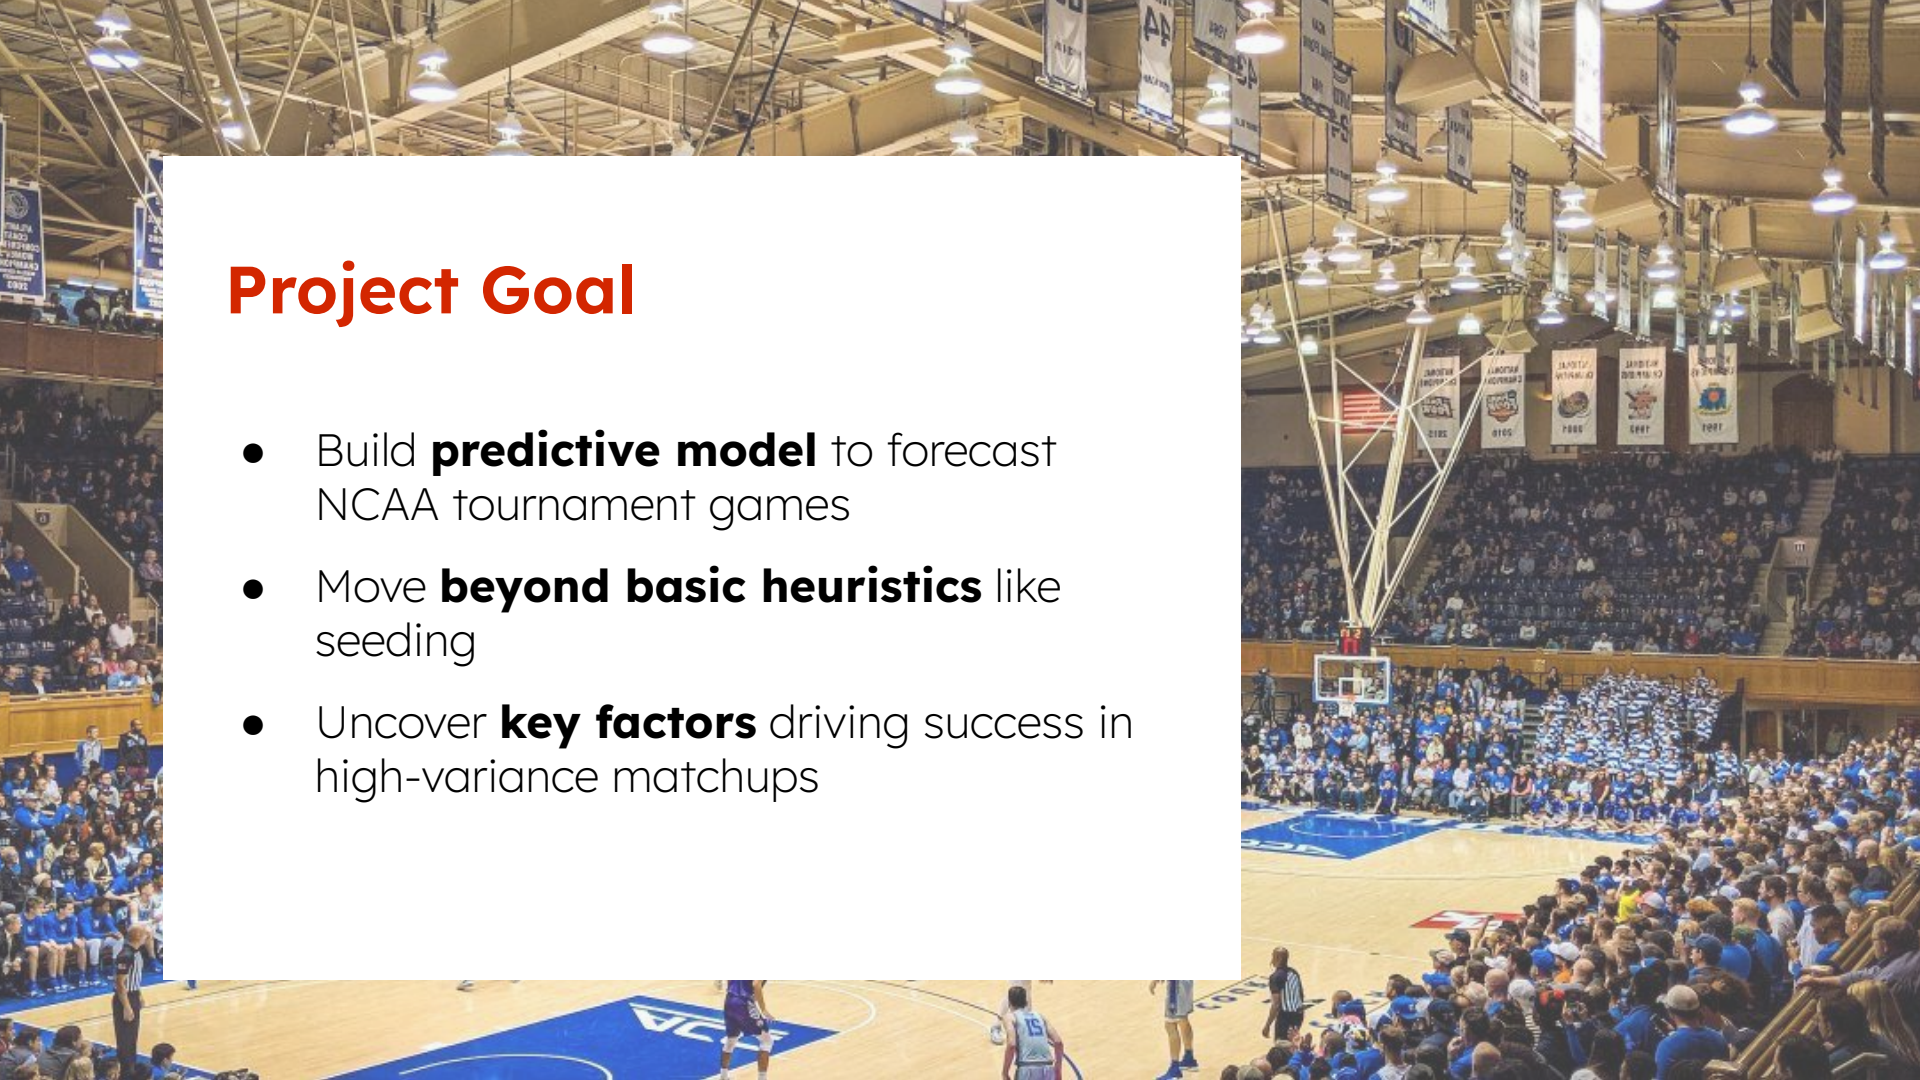 Project Goal
● Build predictive model to forecast
NCAA tournament games
● Move beyond basic heuristics like
seeding
● Uncover key factors driving success in
high-variance matchups